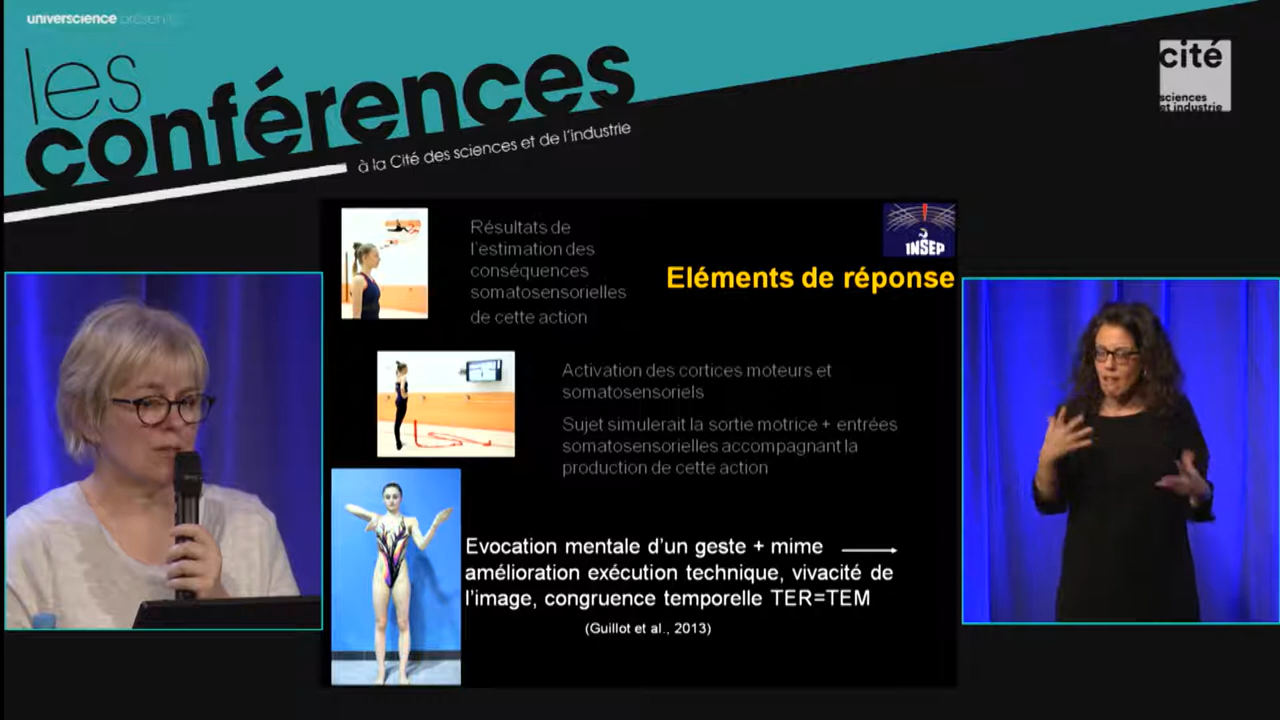 universcience présente
les
conférences
à la Cité des sciences et de l'industrie
cité
sciences
et industrie
Résultats de
l'estimation des
conséquences
somatosensorielles
de cette action
INSEP
Eléments de réponse
Activation des cortices moteurs et
somatosensoriels
Sujet simulerait la sortie motrice + entrées
somatosensorielles accompagnant la
production de cette action
Evocation mentale d'un geste + mime
amélioration exécution technique, vivacité de
l'image, congruence temporelle TER=TEM
(Guillot et al., 2013)